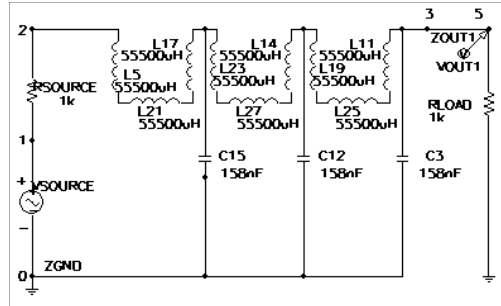 2
3
5
L17
55500uH
L14
55500uH
L11
55500uH
ZOUT1
VOUT1
L5
55500uH
L23
55500uH
L19
55500uH
RSOURCE
1k
L21
55500uH
L27
55500uH
L25
55500uH
RLOAD
1k
1
C15
158nF
C12
158nF
C3
158nF
+
VSOURCE
−
0
ZGND